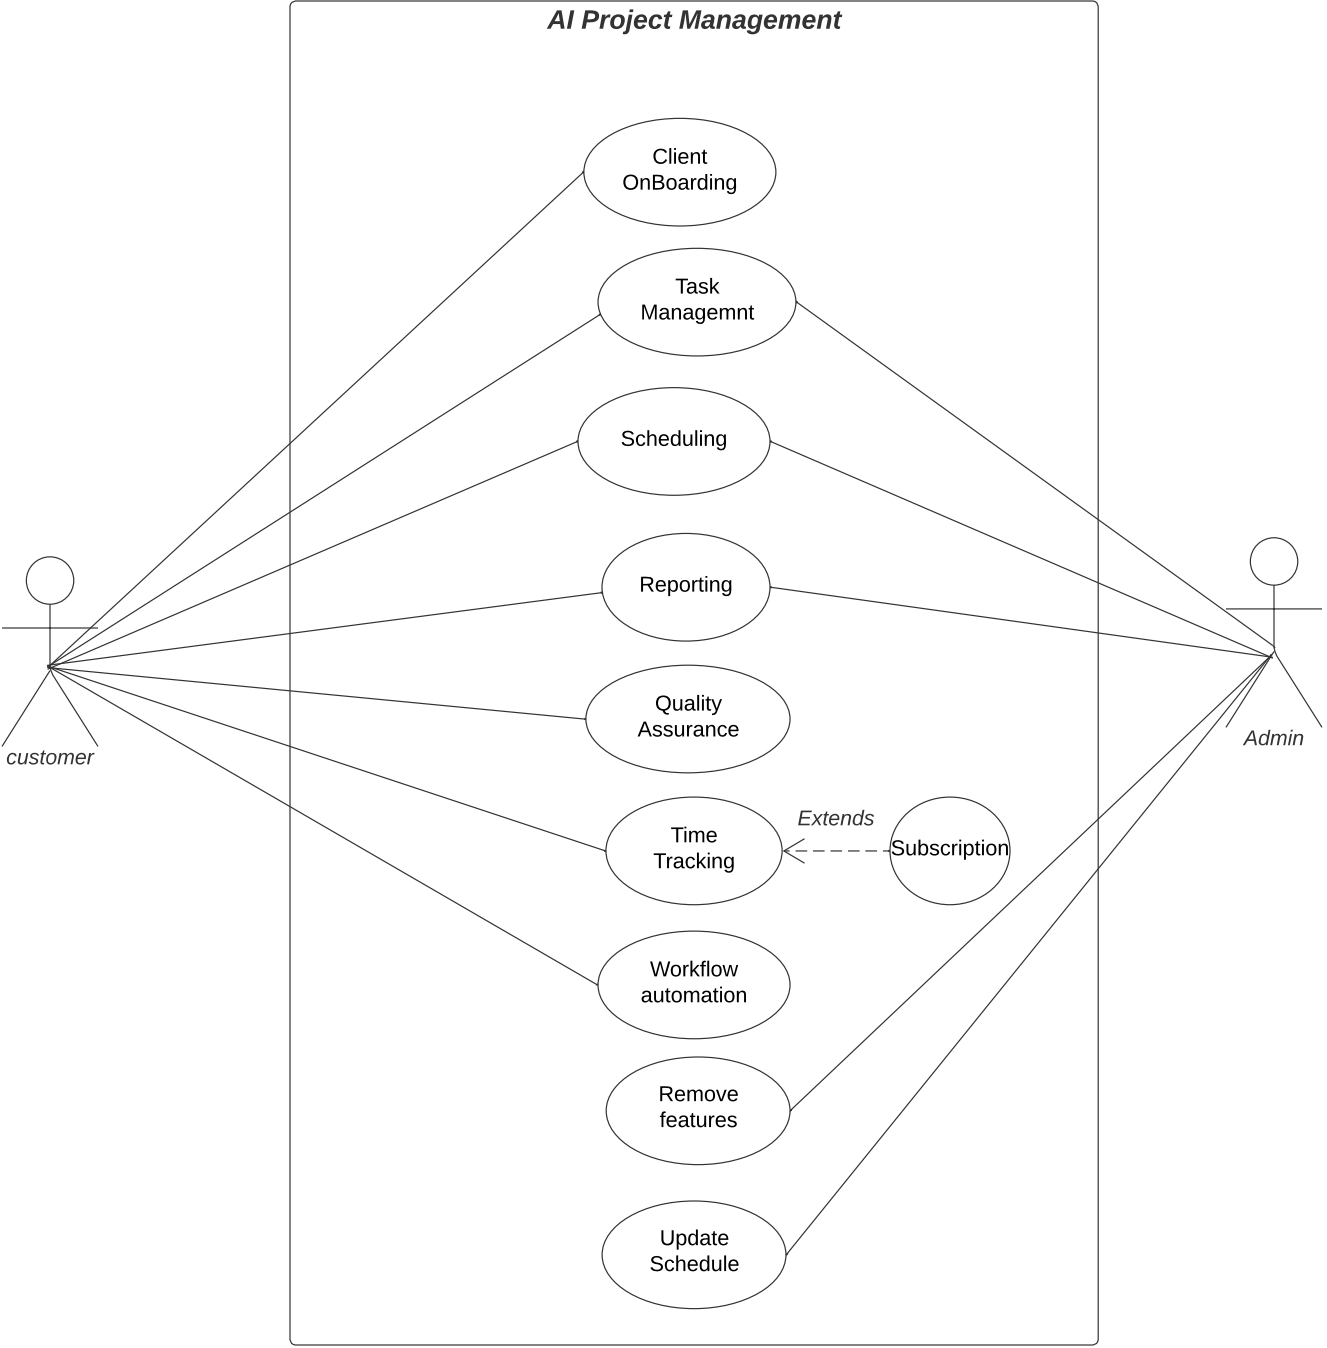 AI Project Management
Client
OnBoarding
Task
Managemnt
Scheduling
Reporting
Quality
Assurance
customer
Admin
Time
Tracking
Extends
Subscription
Workflow
automation
Remove
features
Update
Schedule